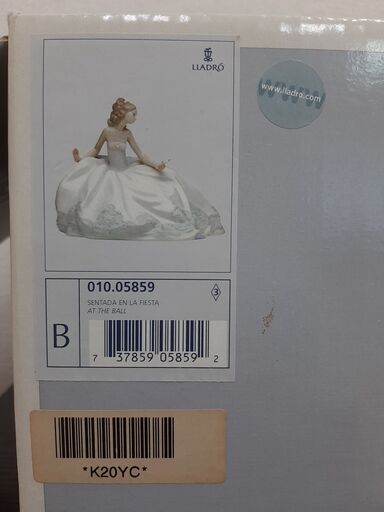 LLADRÓ
www
www.lladro.com
010.05859
SENTADA EN LA FIESTA
AT THE BALL
3
B
7 37859 05859 2
*K20YC*